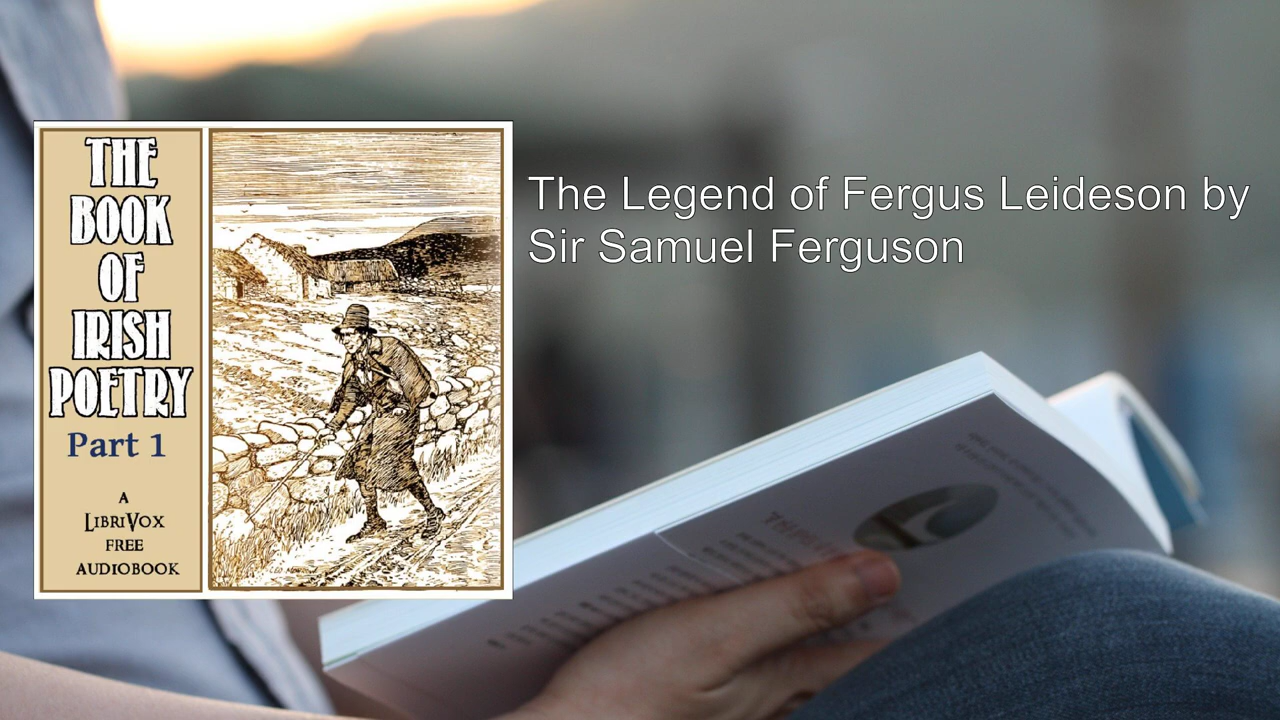 THE
BOOK
OF
IRISH
POETRY
Part 1
A
LIBRIVOX
FREE
AUDIOBOOK
The Legend of Fergus Leideson by
Sir Samuel Ferguson